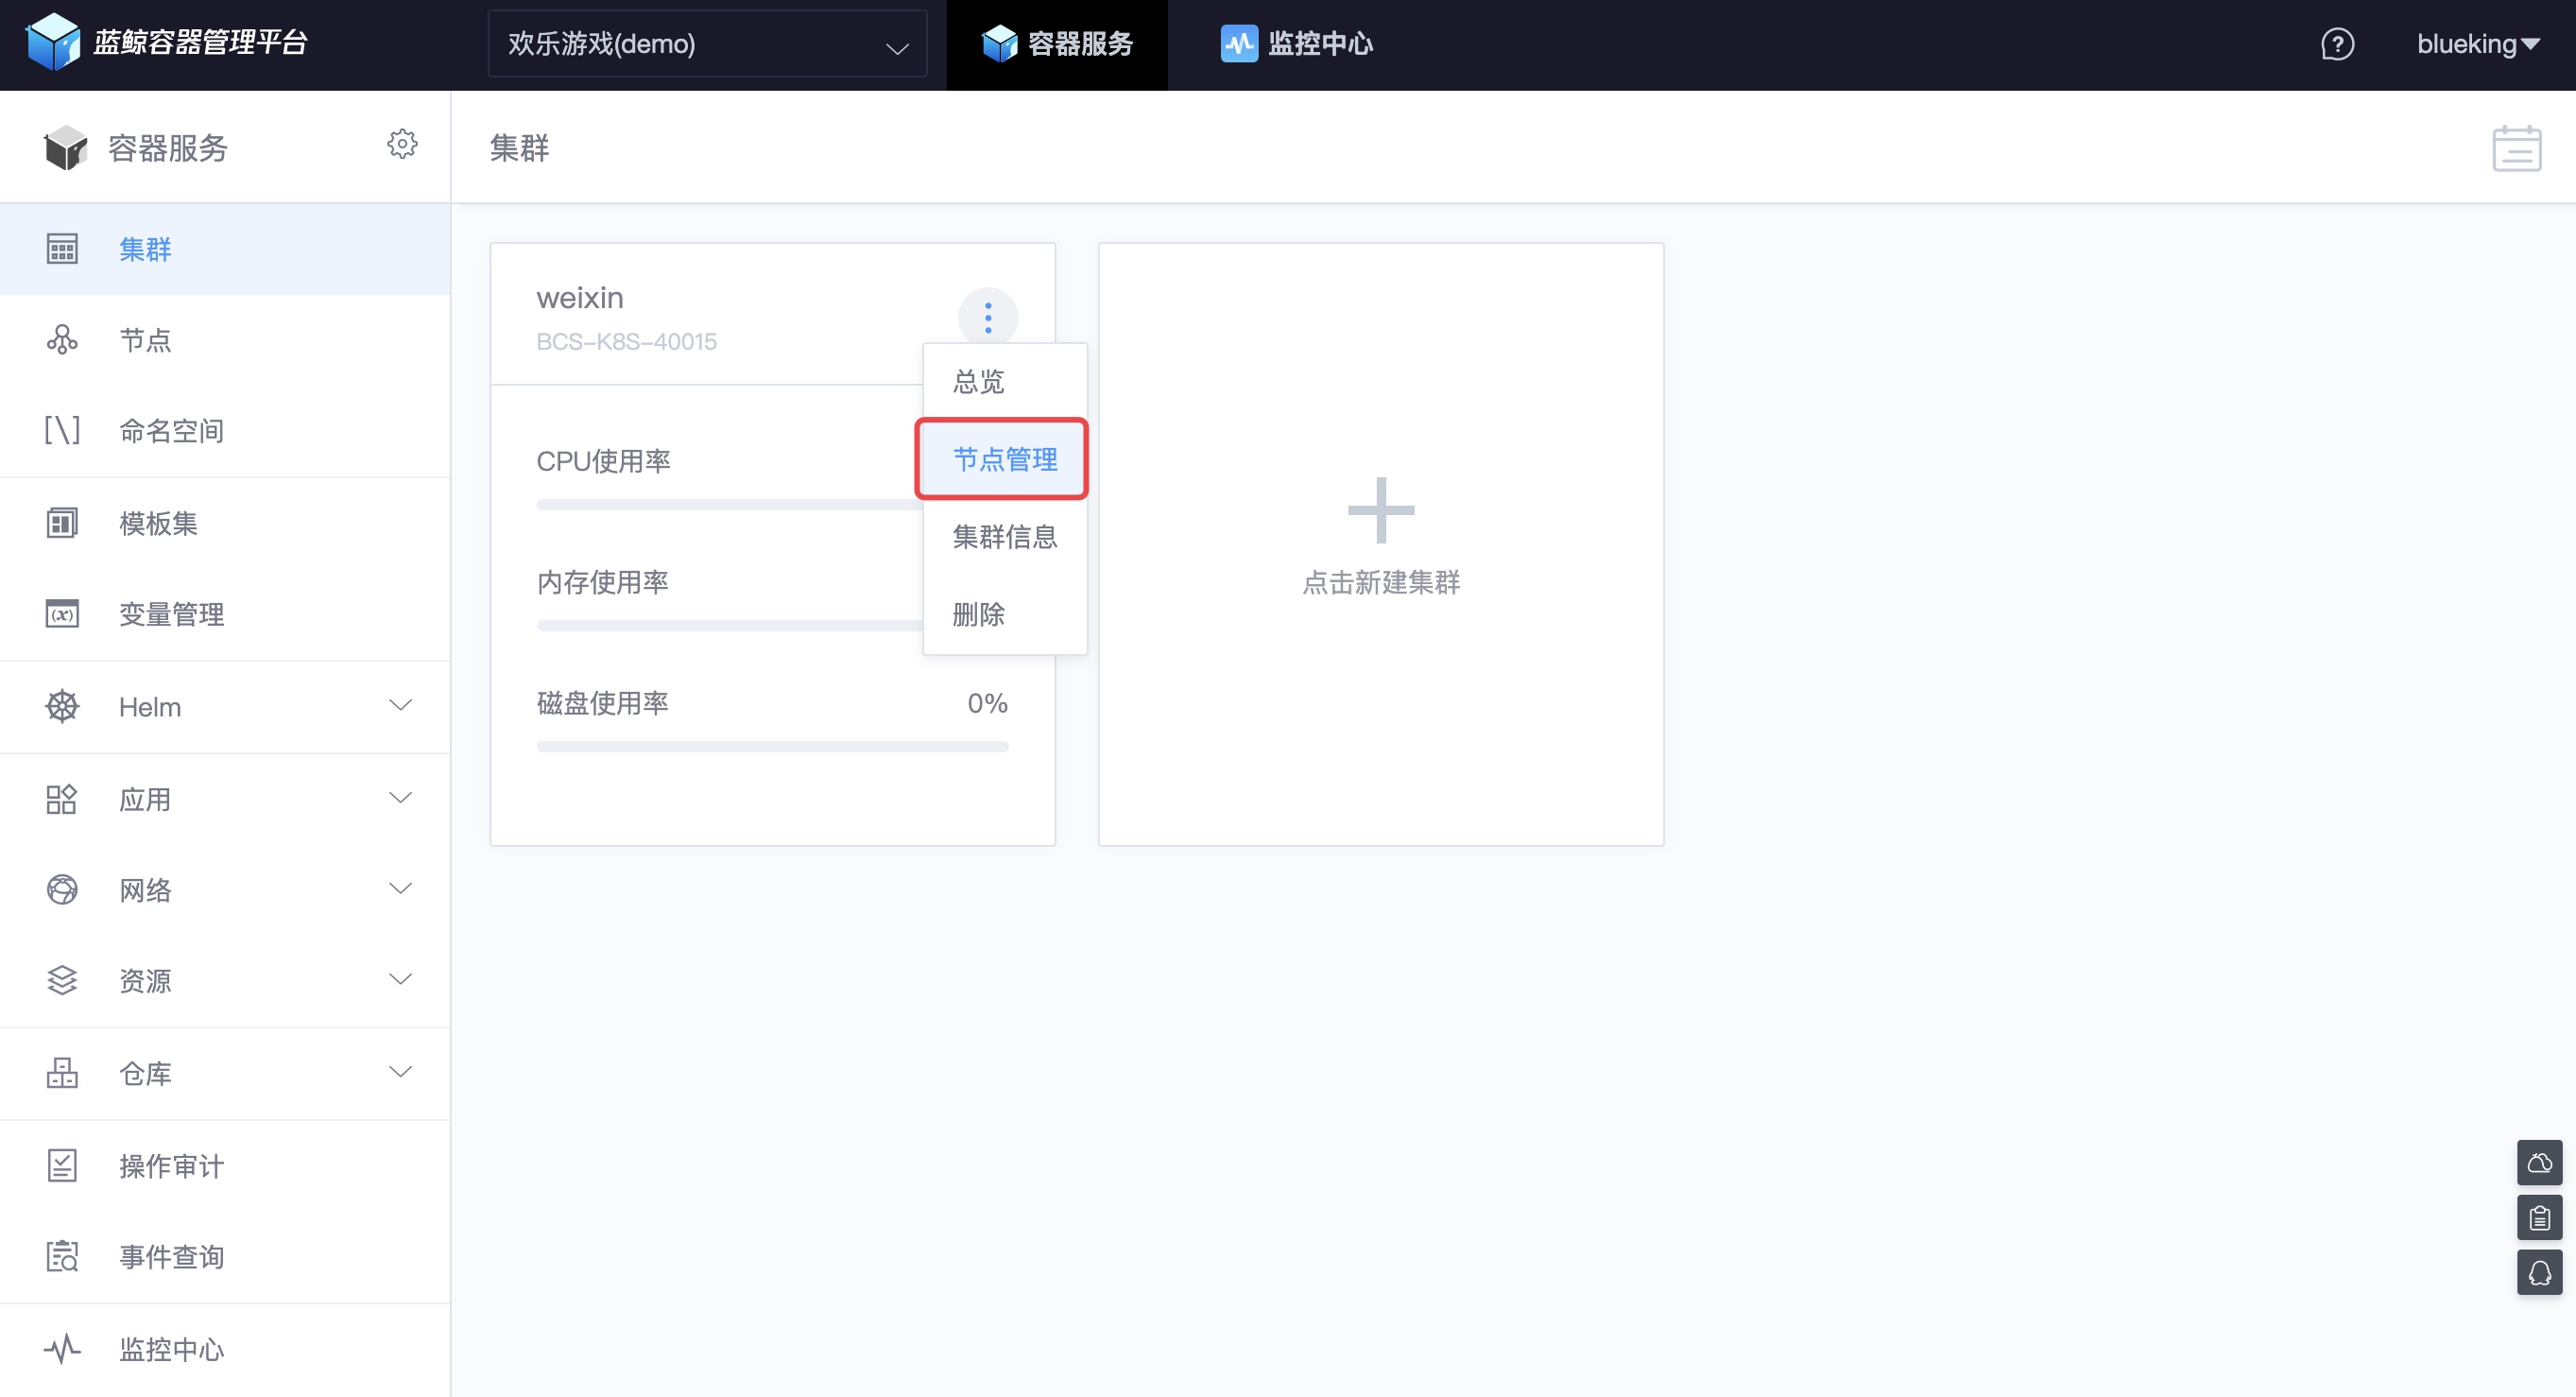 蓝鲸容器管理平台
欢乐游戏(demo)
容器服务
监控中心
blueking
容器服务
集群
节点
命名空间
模板集
变量管理
Helm
应用
网络
资源
仓库
操作审计
事件查询
监控中心
集群
weixin
BCS-K8S-40015
总览
节点管理
集群信息
删除
CPU使用率
内存使用率
磁盘使用率 0%
点击新建集群